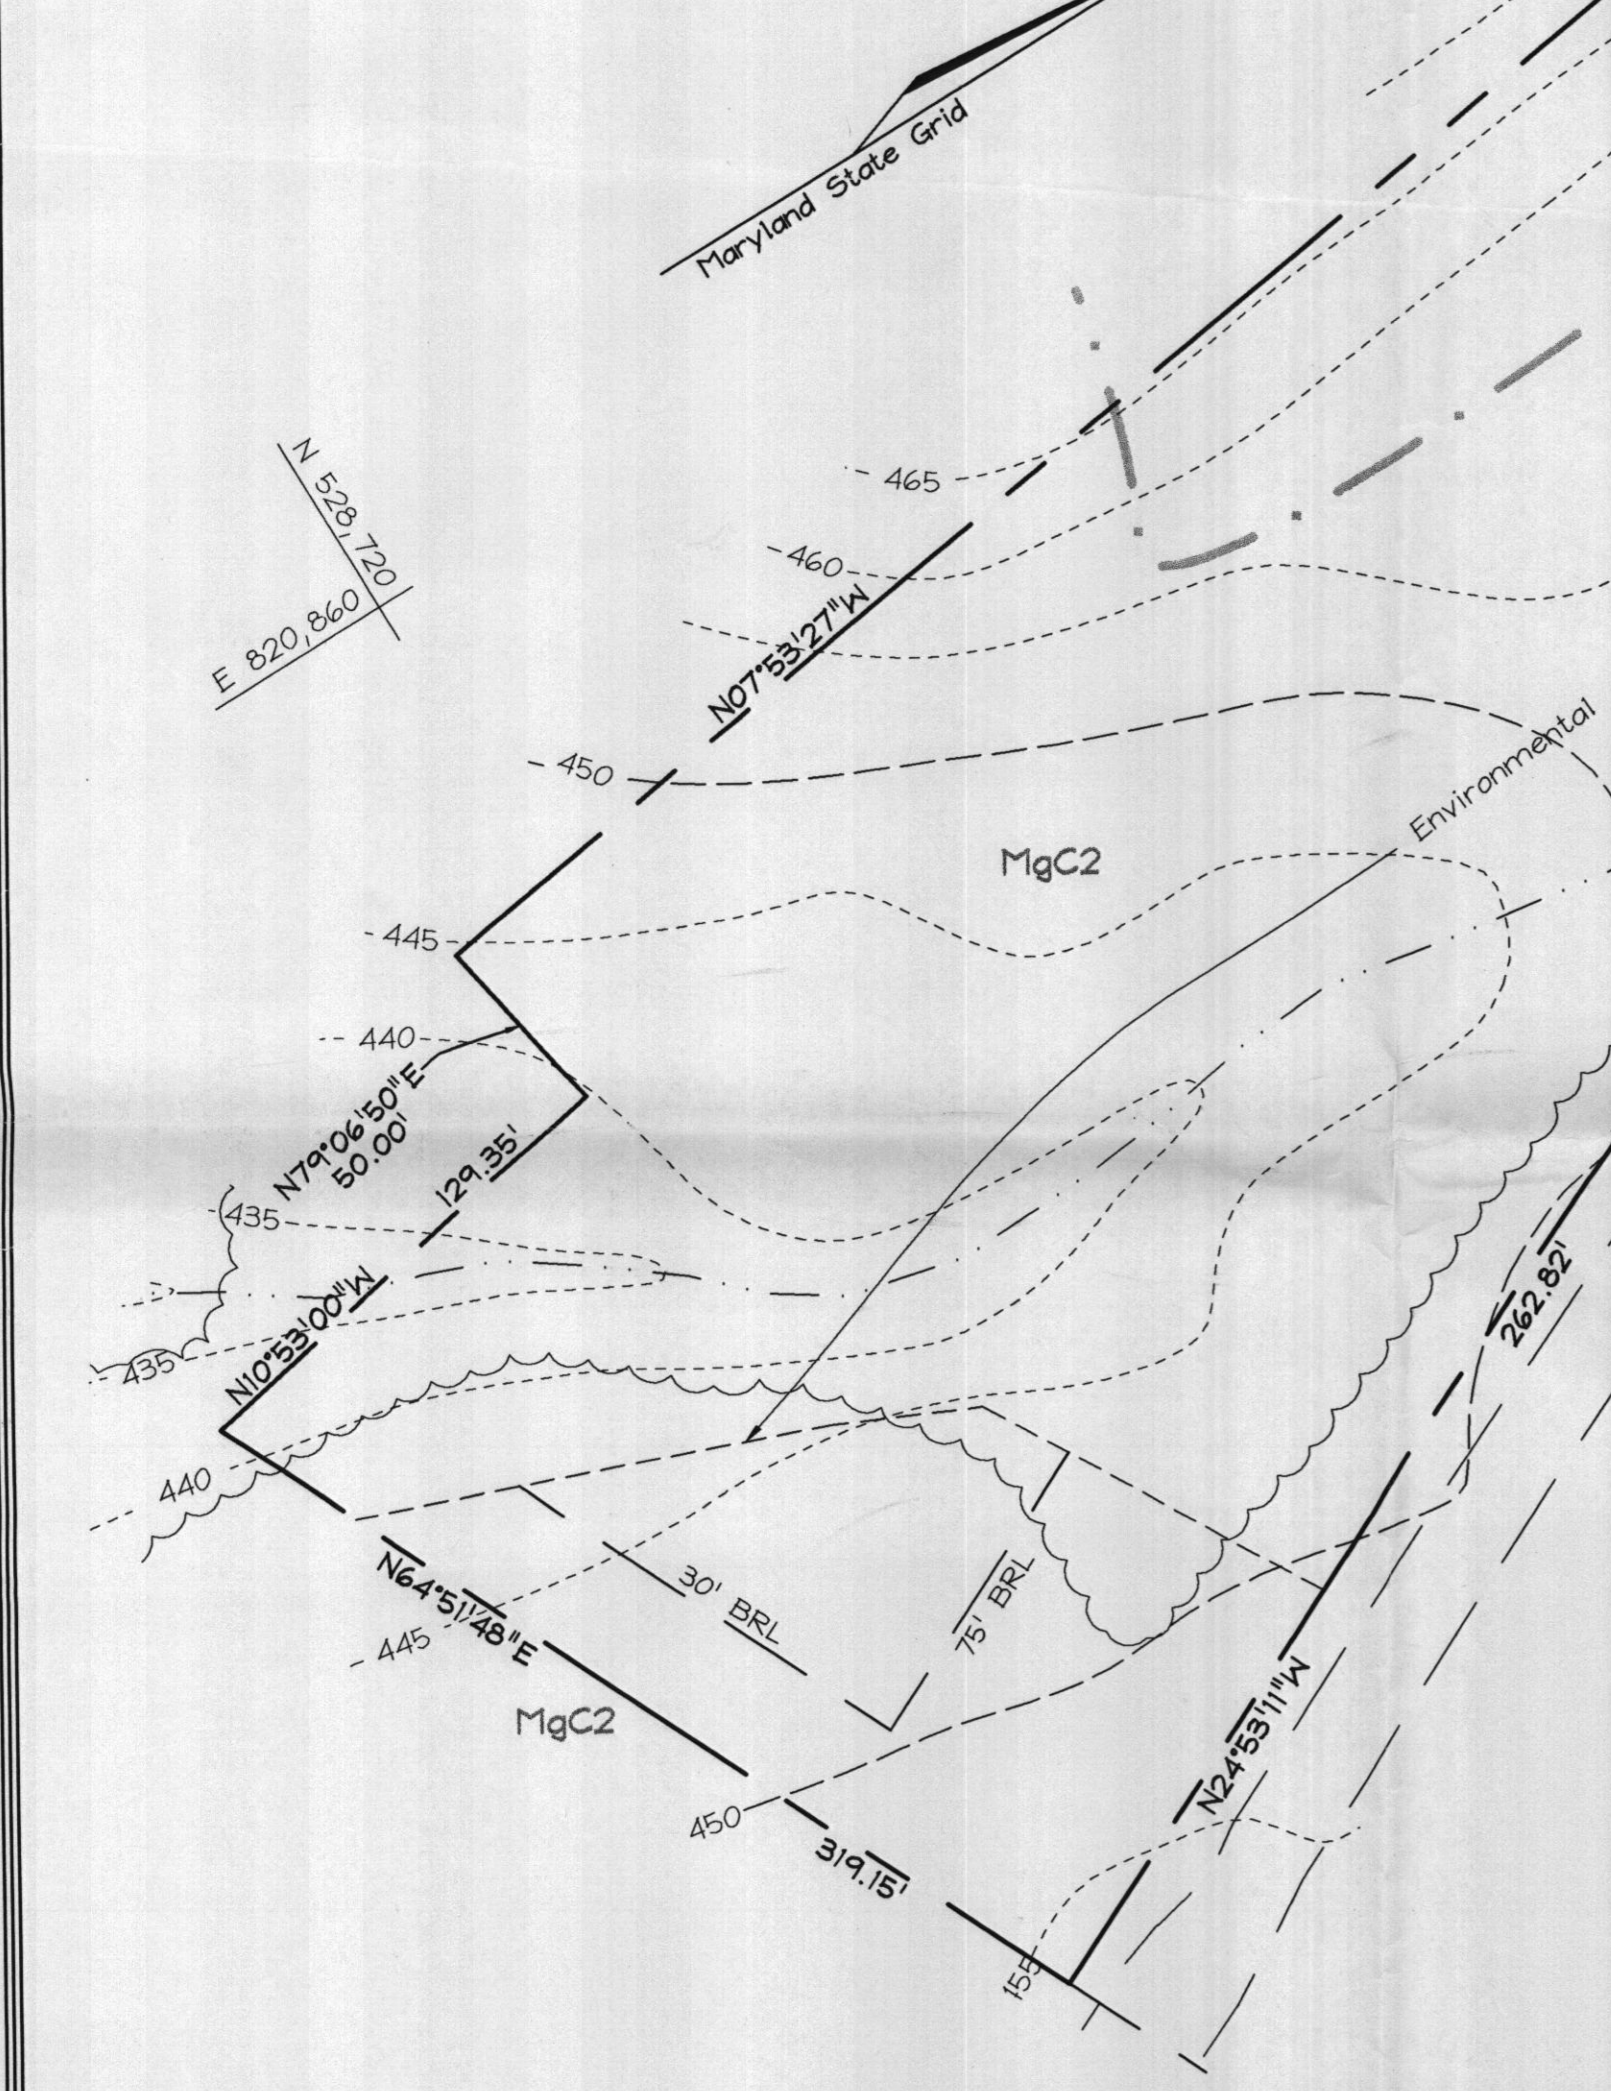 Maryland State Grid
N 528,720
465
460
E 820,860
N07°53'27"W
Environmental
450
MgC2
445
440
N79°06'50"E
50.00'
129.35'
435
262.82'
N10°53'00"W
435
440
30' BRL
75' BRL
N64°51'48"E
445
N24°53'11"W
MgC2
450
319.15'
155